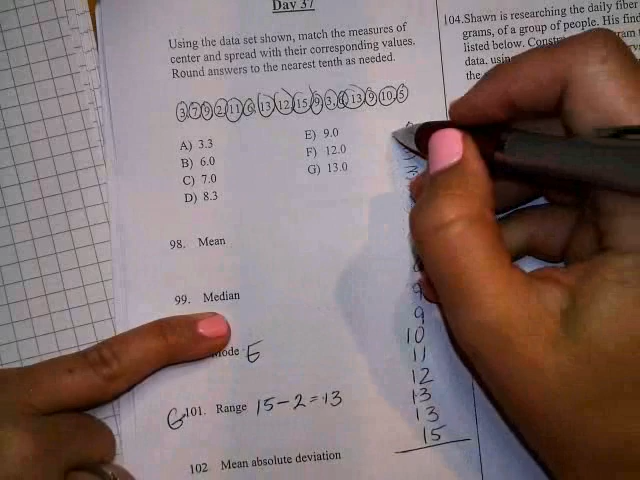 Day 37
Using the data set shown, match the measures of
center and spread with their corresponding values.
Round answers to the nearest tenth as needed.
3, 7, 9, 2, 11, 6, 13, 12, 15, 9, 3, 8, 13, 9, 10, 5
A) 3.3
B) 6.0
C) 7.0
D) 8.3
E) 9.0
F) 12.0
G) 13.0
98. Mean
99. Median
Mode E
G 101. Range 15-2=13
102. Mean absolute deviation
9
9
10
11
12
13
13
15
104. Shawn is researching the daily fiber
grams, of a group of people. His
listed below.
data,
the